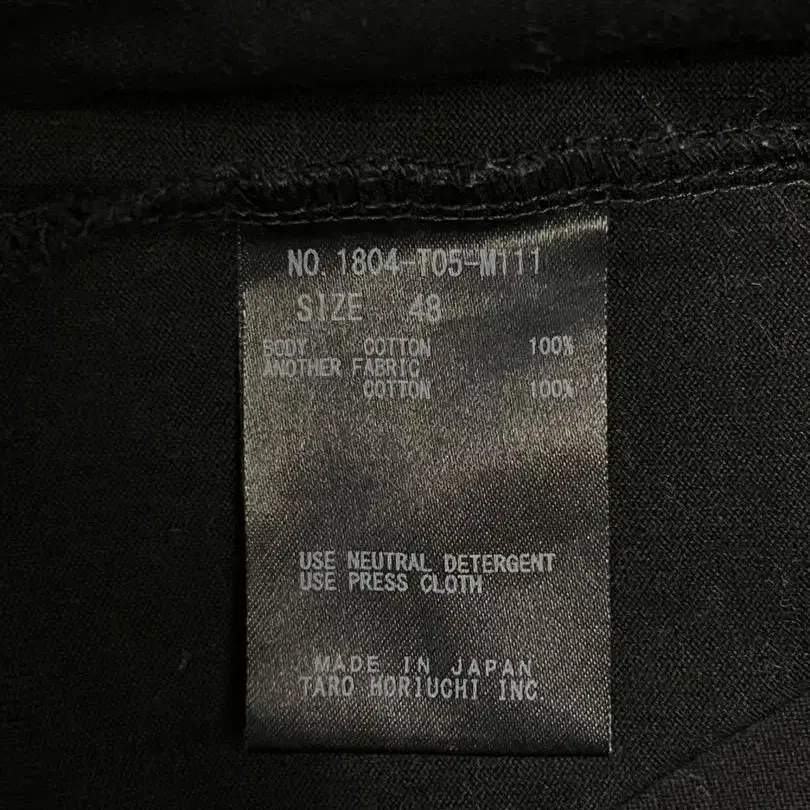 NO. 1804-T05-M111
SIZE 48
BODY COTTON 100%
ANOTHER FABRIC
COTTON 100%
USE NEUTRAL DETERGENT
USE PRESS CLOTH
MADE IN JAPAN
TARO HORIUCHI INC.